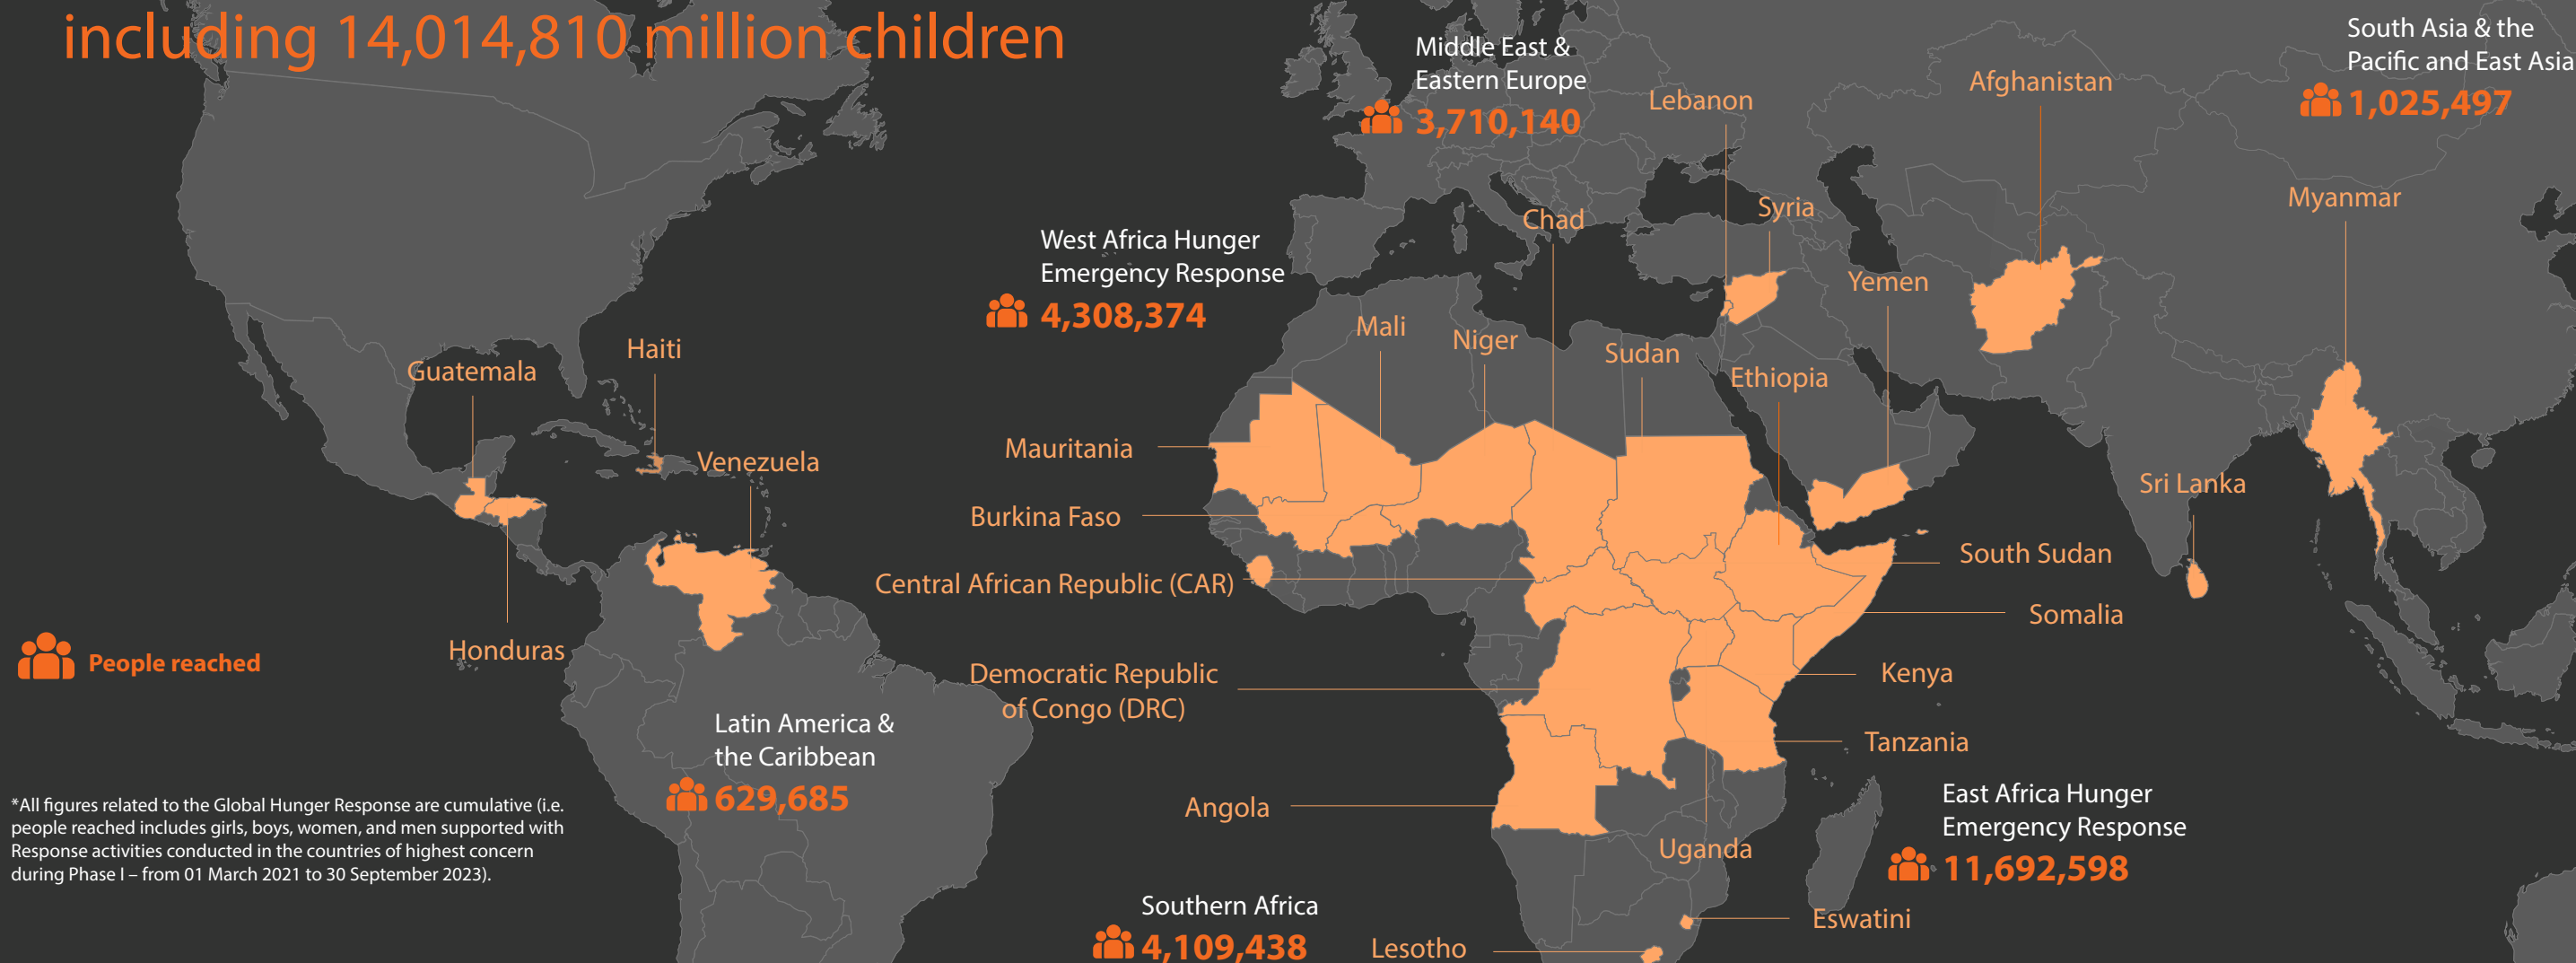 including 14,014,810 million children
Middle East &
Eastern Europe
3,710,140
South Asia & the
Pacific and East Asia
1,025,497
Lebanon
Afghanistan
Myanmar
Syria
Chad
West Africa Hunger
Emergency Response
4,308,374
Yemen
Mali
Niger
Sudan
Ethiopia
Haiti
Guatemala
Venezuela
Mauritania
Sri Lanka
Burkina Faso
South Sudan
Central African Republic (CAR)
Somalia
Honduras
People reached
Democratic Republic
of Congo (DRC)
Kenya
Latin America &
the Caribbean
629,685
Tanzania
Angola
East Africa Hunger
Emergency Response
11,692,598
Uganda
*All figures related to the Global Hunger Response are cumulative (i.e.
people reached includes girls, boys, women, and men supported with
Response activities conducted in the countries of highest concern
during Phase I – from 01 March 2021 to 30 September 2023).
Southern Africa
4,109,438
Eswatini
Lesotho